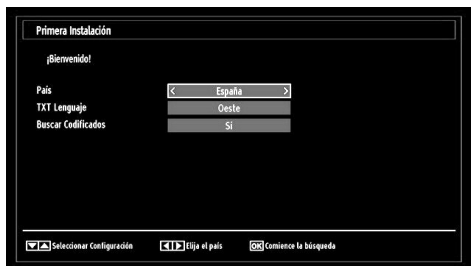 Primera Instalación
¡Bienvenido!
País < España >
TXT Lenguaje Oeste
Buscar Codificados Si
Seleccionar Configuración Elija el país OK Comience la búsqueda